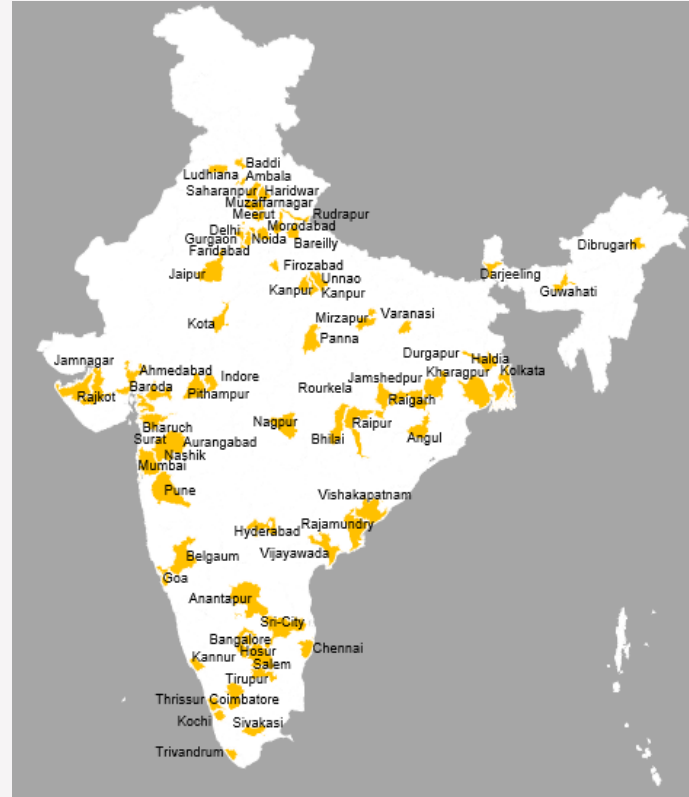 Baddi
Ludhiana
Ambala
Saharanpur
Haridwar
Muzaffarnagar
Meerut
Rudrapur
Morodabad
Delhi
Gurgaon
Noida
Bareilly
Faridabad
Dibrugarh
Jaipur
Firozabad
Darjeeling
Unnao
Kanpur
Kanpur
Guwahati
Kota
Mirzapur
Varanasi
Panna
Durgapur
Haldia
Jamnagar
Ahmedabad
Kharagpur
Kolkata
Indore
Jamshedpur
Baroda
Rourkela
Rajkot
Pithampur
Raigarh
Nagpur
Raipur
Bharuch
Angul
Surat
Aurangabad
Bhilai
Nashik
Mumbai
Pune
Vishakapatnam
Hyderabad
Rajamundry
Vijayawada
Belgaum
Goa
Anantapur
Sri-City
Bangalore
Chennai
Hosur
Kannur
Salem
Tirupur
Thrissur
Coimbatore
Kochi
Sivakasi
Trivandrum